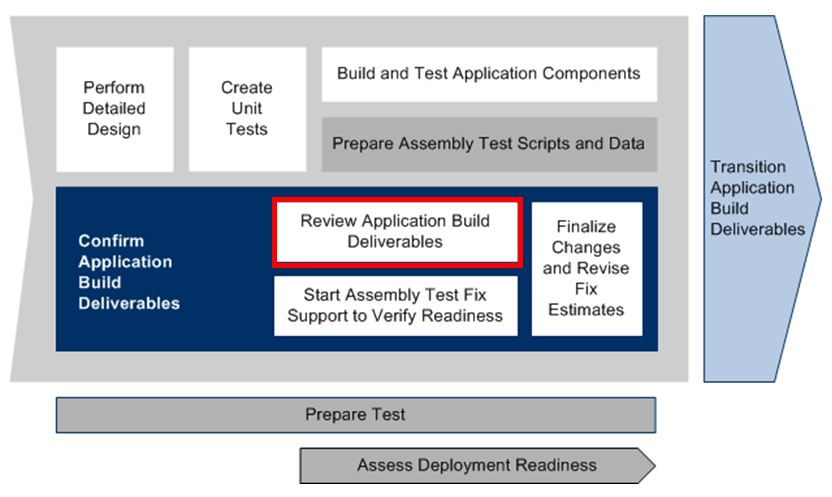 Perform
Detailed
Design
Create
Unit
Tests
Build and Test Application Components
Prepare Assembly Test Scripts and Data
Confirm
Application
Build
Deliverables
Review Application Build
Deliverables
Start Assembly Test Fix
Support to Verify Readiness
Finalize
Changes
and Revise
Fix
Estimates
Transition
Application
Build
Deliverables
Prepare Test
Assess Deployment Readiness